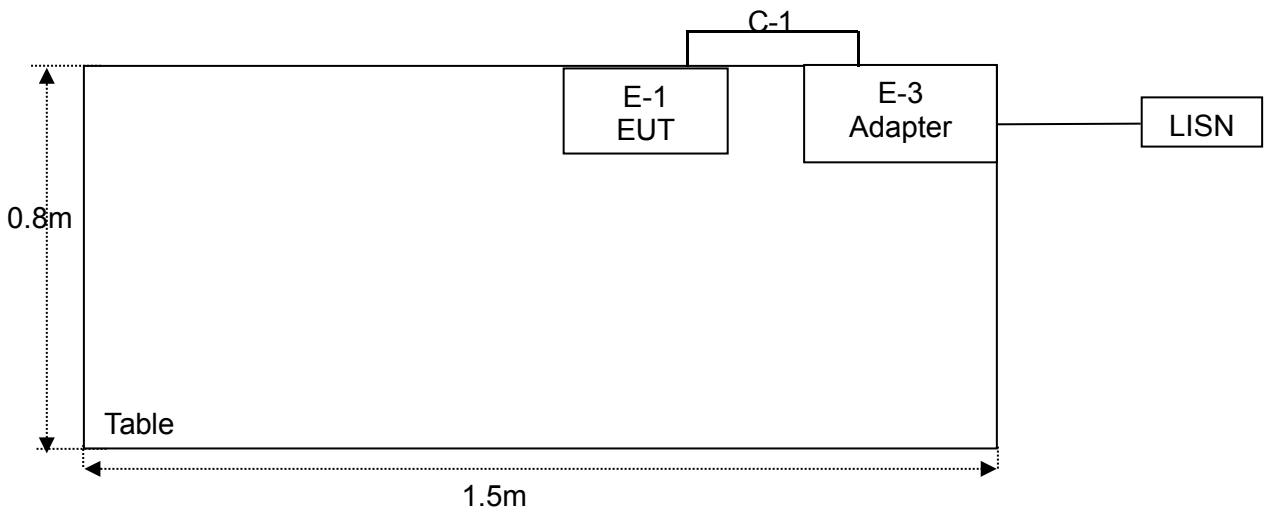 C-1
E-1
EUT
E-3
Adapter
LISN
0.8m
Table
1.5m